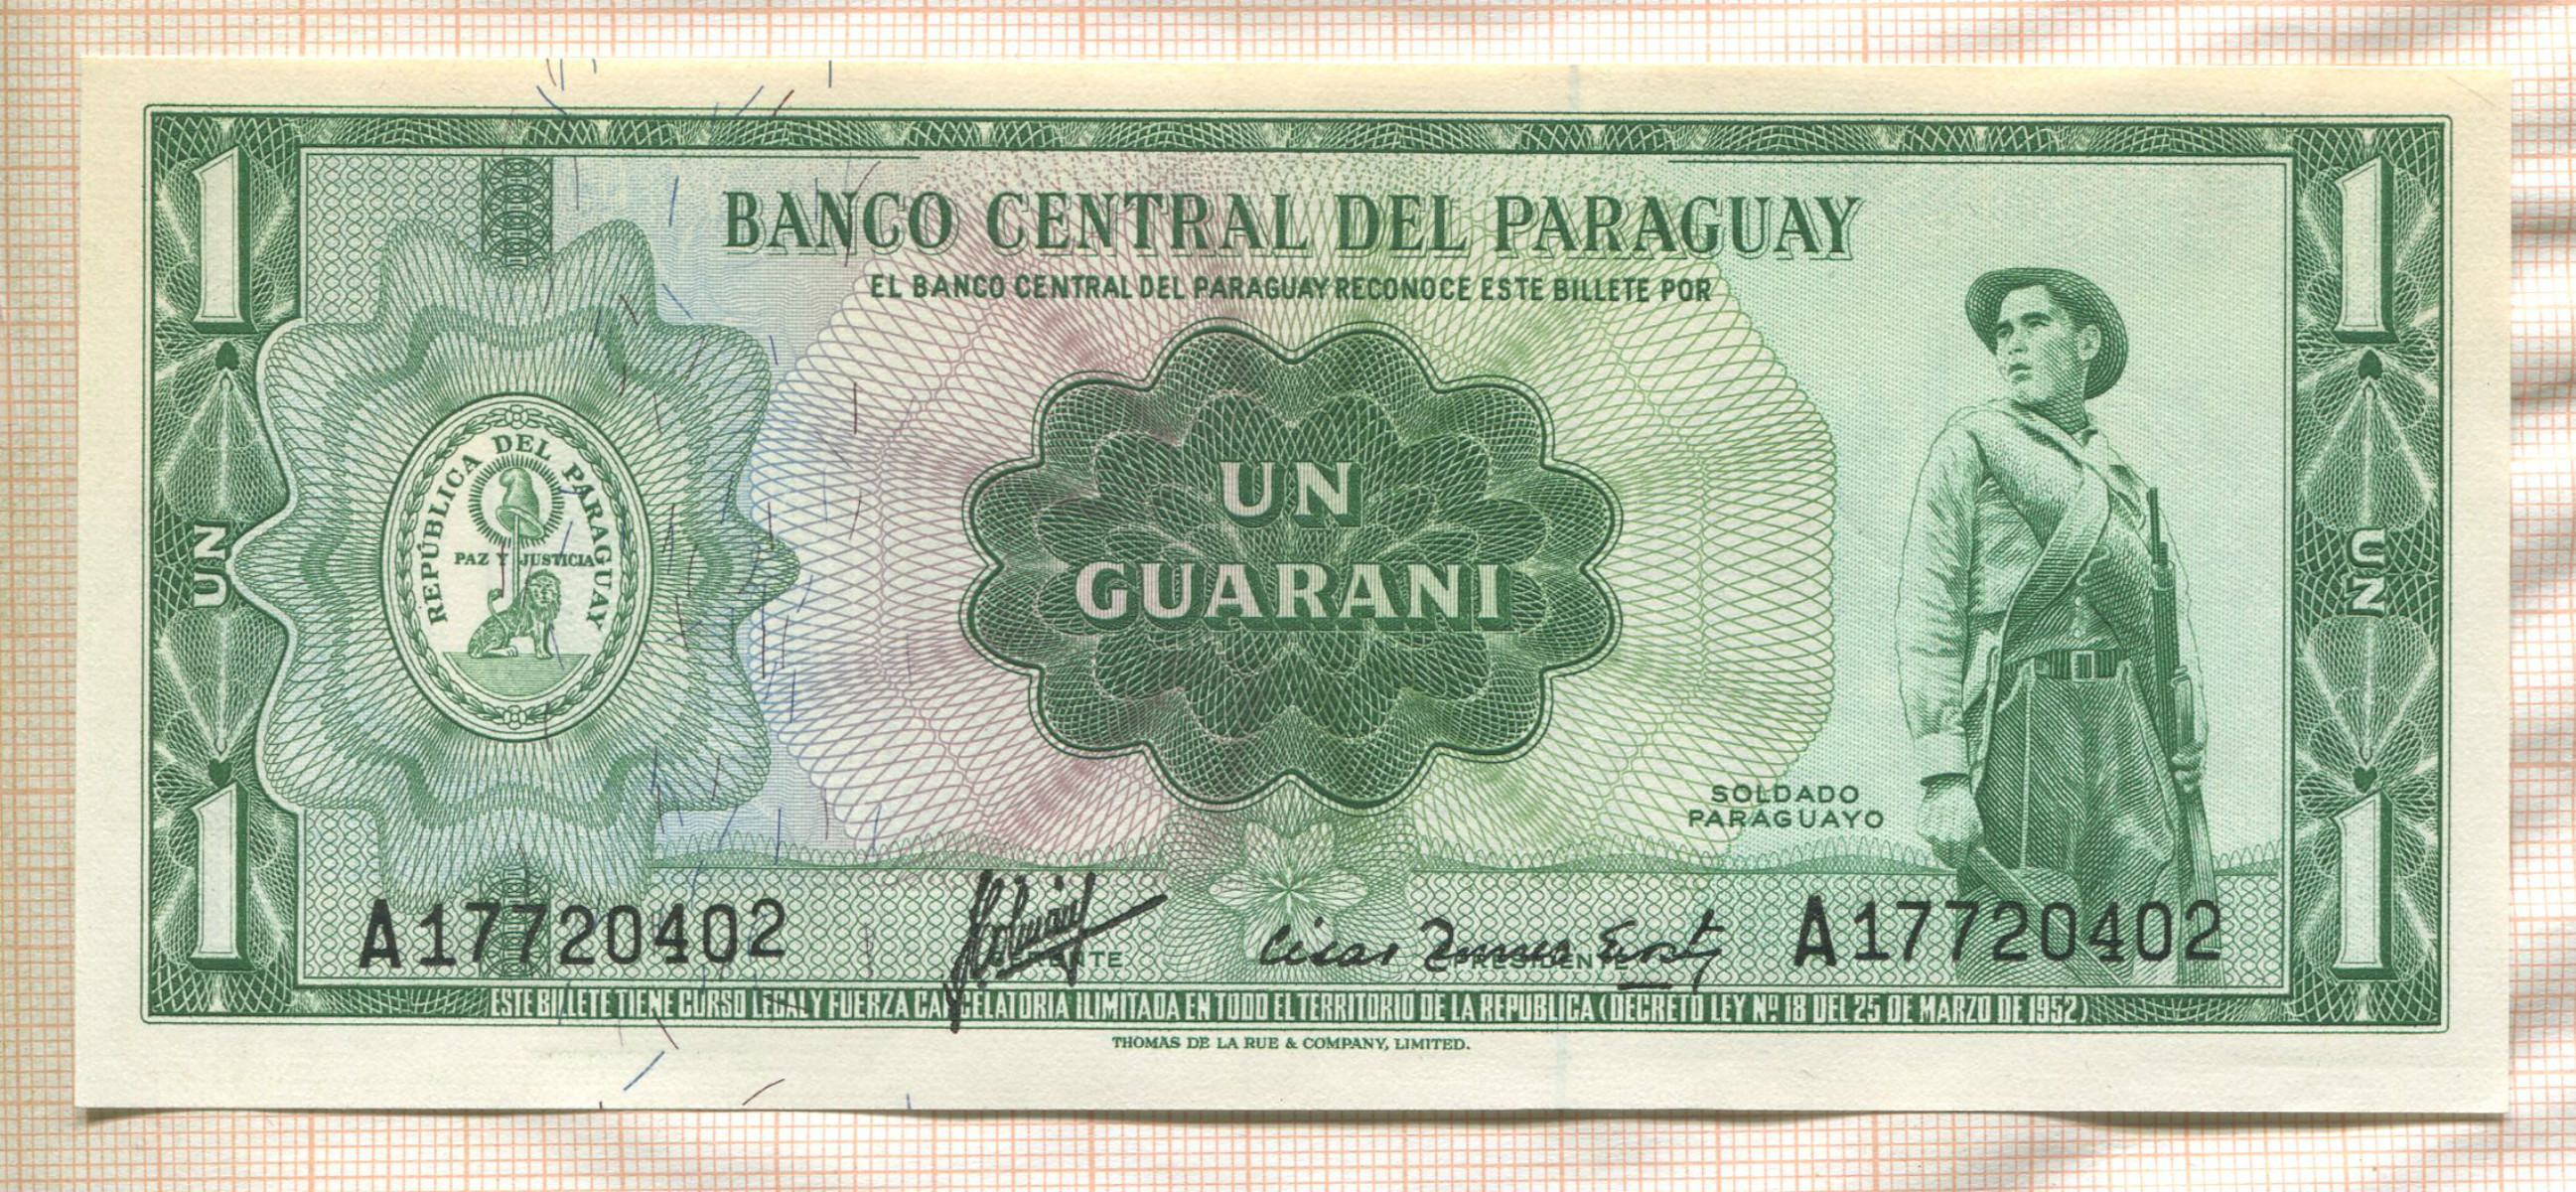 1
1
BANCO CENTRAL DEL PARAGUAY
EL BANCO CENTRAL DEL PARAGUAY RECONOCE ESTE BILLETE POR
REPÚBLICA DEL PARAGUAY
PAZ Y JUSTICIA
UN
GUARANI
UN
UN
SOLDADO
PARAGUAYO
1
1
A17720402
GERENTE
PRESIDENTE
A17720402
ESTE BILLETE TIENE CURSO LEGAL Y FUERZA CANCELATORIA ILIMITADA EN TODO EL TERRITORIO DE LA REPUBLICA (DECRETO LEY Nº 18 DEL 25 DE MARZO DE 1952)
THOMAS DE LA RUE & COMPANY, LIMITED.